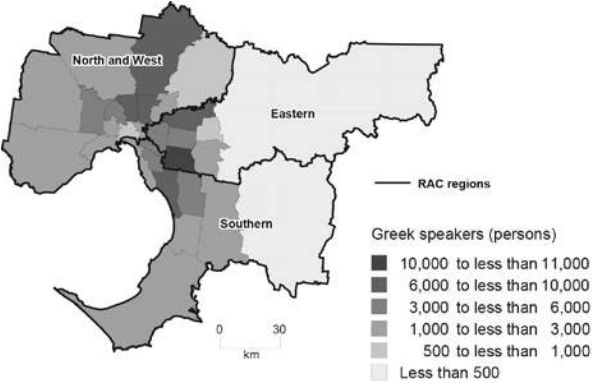 North and West
Eastern
RAC regions
Southern
Greek speakers (persons)
10,000 to less than 11,000
6,000 to less than 10,000
3,000 to less than 6,000
1,000 to less than 3,000
500 to less than 1,000
Less than 500
0 30
km